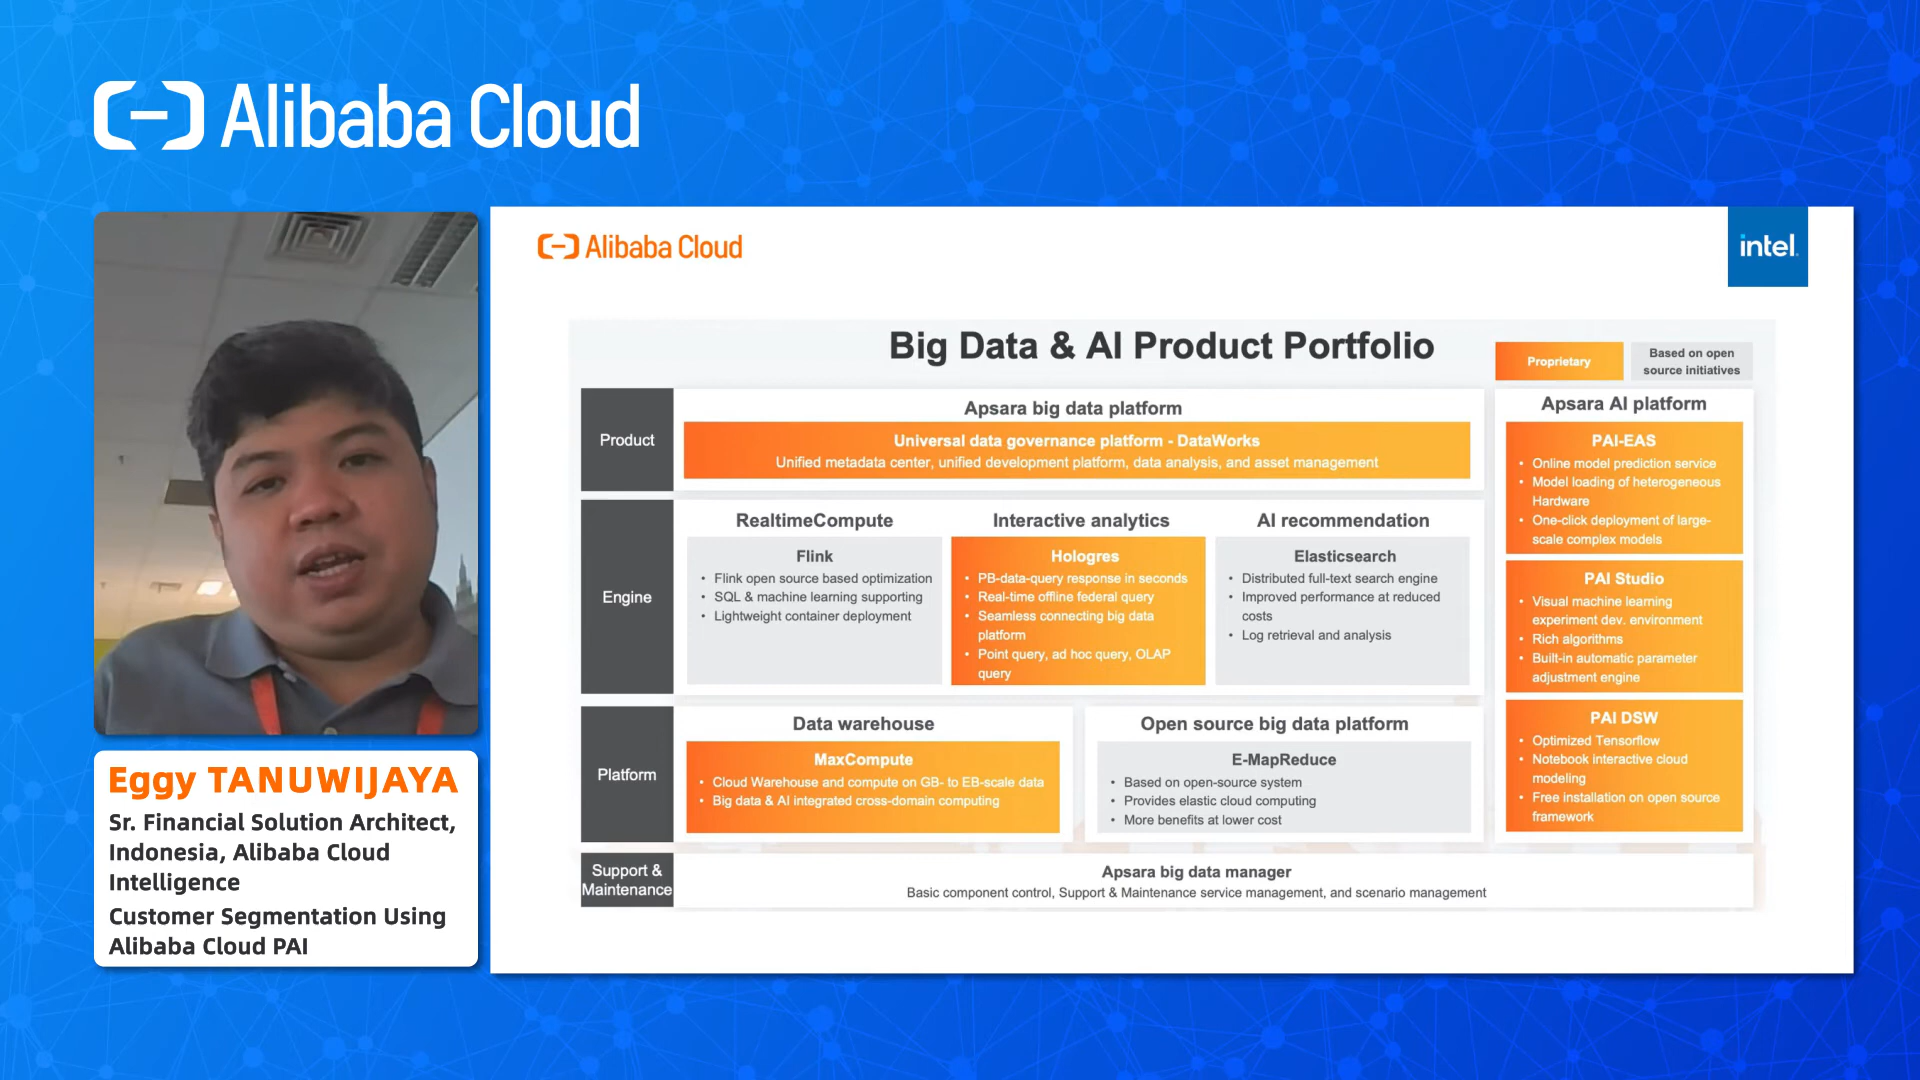 Alibaba Cloud
Eggy TANUWIJAYA
Sr. Financial Solution Architect,
Indonesia, Alibaba Cloud
Intelligence
Customer Segmentation Using
Alibaba Cloud PAI
Alibaba Cloud
intel.
Big Data & AI Product Portfolio
Proprietary
Based on open
source initiatives
Product
Apsara big data platform
Universal data governance platform - DataWorks
Unified metadata center, unified development platform, data analysis, and asset management
Engine
RealtimeCompute
Flink
• Flink open source based optimization
• SQL & machine learning supporting
• Lightweight container deployment
Interactive analytics
Hologres
• PB-data-query response in seconds
• Real-time offline federal query
• Seamless connecting big data
platform
• Point query, ad hoc query, OLAP
query
AI recommendation
Elasticsearch
• Distributed full-text search engine
• Improved performance at reduced
costs
• Log retrieval and analysis
Platform
Data warehouse
MaxCompute
• Cloud Warehouse and compute on GB- to EB-scale data
• Big data & AI integrated cross-domain computing
Open source big data platform
E-MapReduce
• Based on open-source system
• Provides elastic cloud computing
• More benefits at lower cost
Apsara AI platform
PAI-EAS
• Online model prediction service
• Model loading of heterogeneous
Hardware
• One-click deployment of large-
scale complex models
PAI Studio
• Visual machine learning
experiment dev. environment
• Rich algorithms
• Built-in automatic parameter
adjustment engine
PAI DSW
• Optimized Tensorflow
• Notebook interactive cloud
modeling
• Free installation on open source
framework
Support &
Maintenance
Apsara big data manager
Basic component control, Support & Maintenance service management, and scenario management